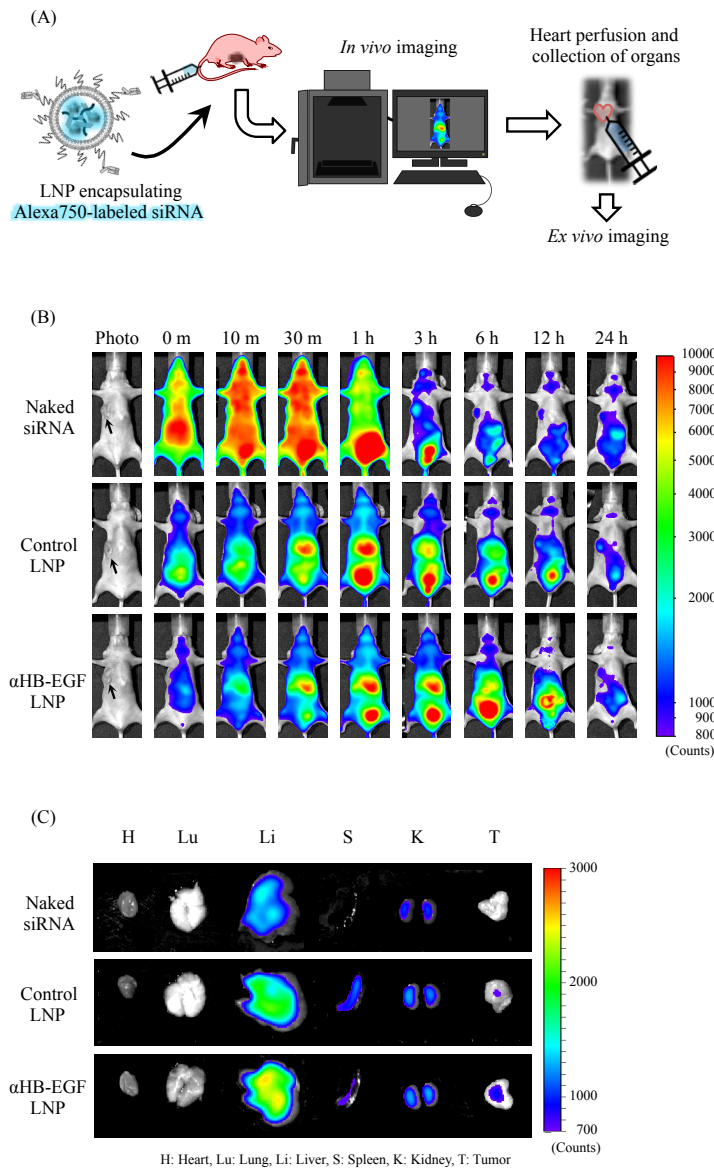 (A)
In vivo imaging
Heart perfusion and
collection of organs
LNP encapsulating
Alexa750-labeled siRNA
Ex vivo imaging
(B)
Photo 0 m 10 m 30 m 1 h 3 h 6 h 12 h 24 h
Naked
siRNA
Control
LNP
αHB-EGF
LNP
10000
9000
8000
7000
6000
5000
4000
3000
2000
1000
900
800
(Counts)
(C)
H Lu Li S K T
Naked
siRNA
Control
LNP
αHB-EGF
LNP
3000
2000
1000
700
(Counts)
H: Heart, Lu: Lung, Li: Liver, S: Spleen, K: Kidney, T: Tumor